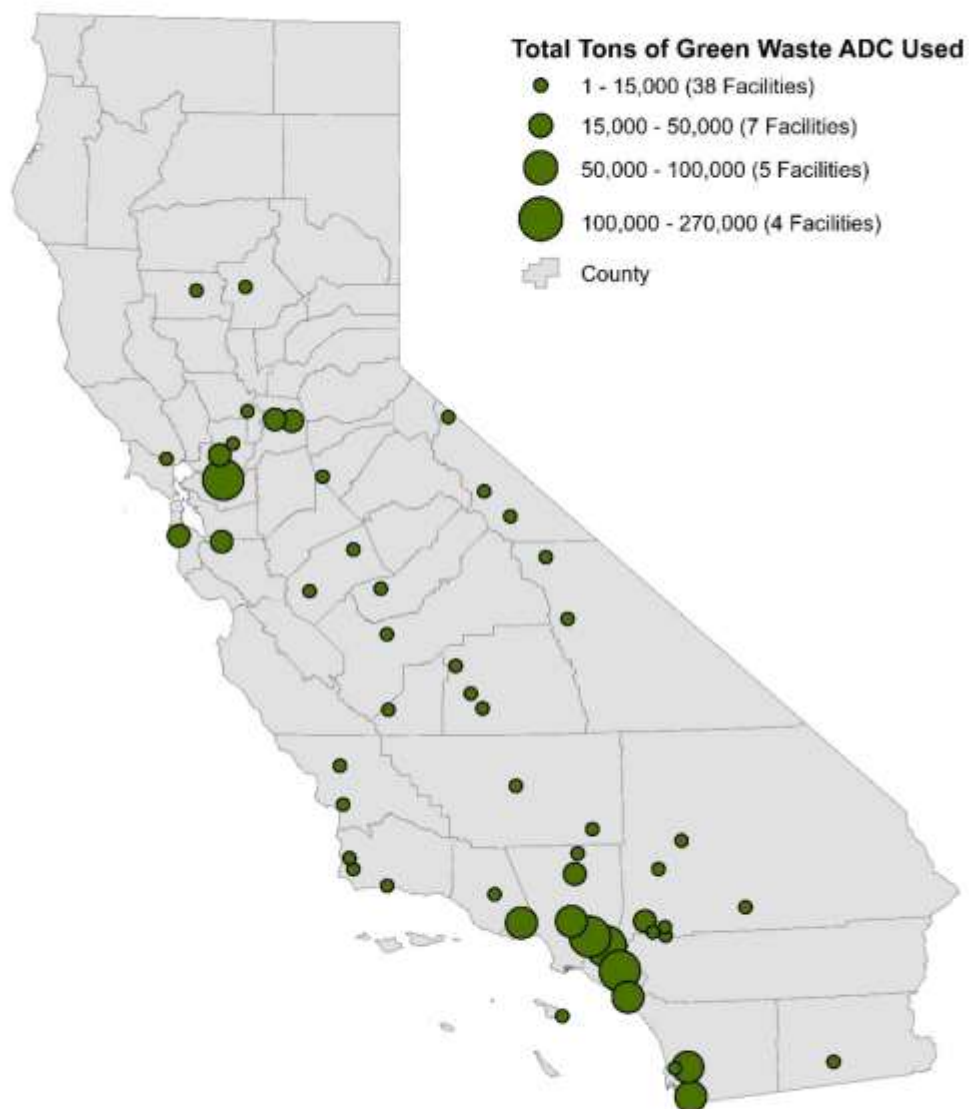 Total Tons of Green Waste ADC Used
1 - 15,000 (38 Facilities)
15,000 - 50,000 (7 Facilities)
50,000 - 100,000 (5 Facilities)
100,000 - 270,000 (4 Facilities)
County